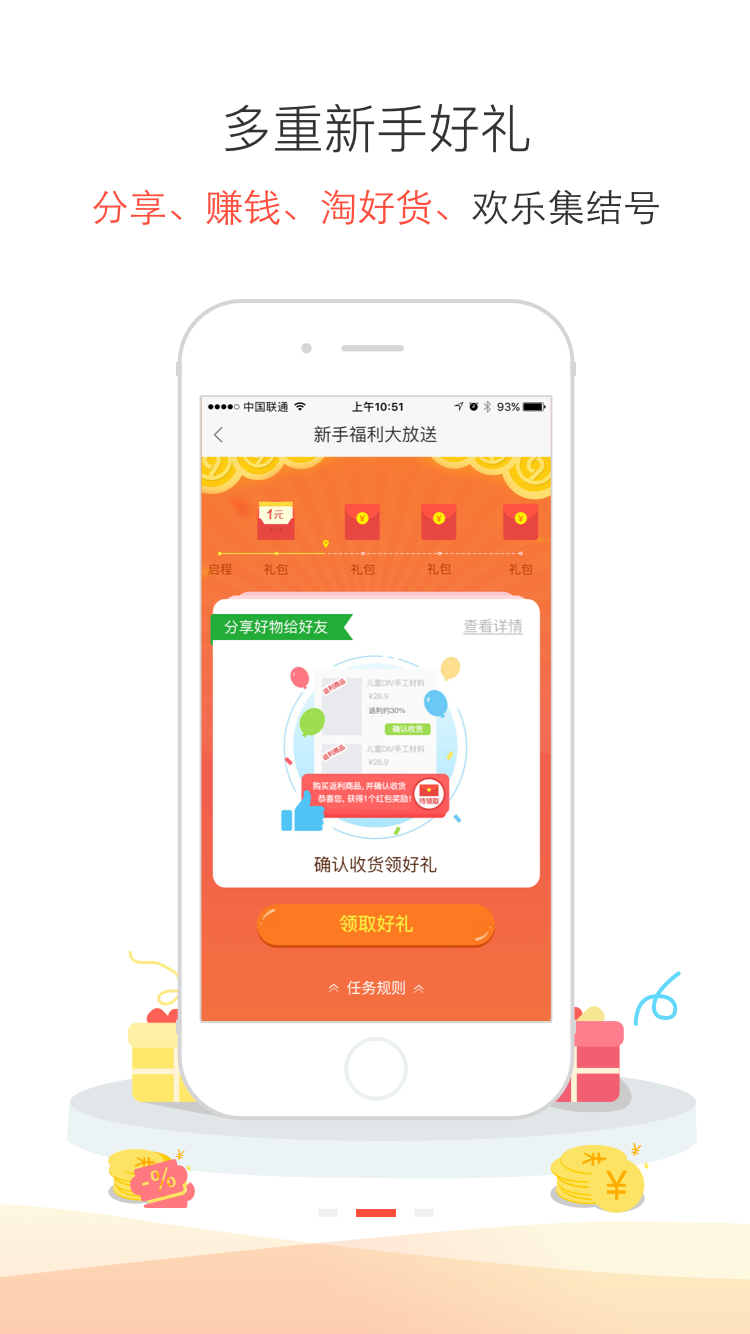 多重新手好礼
分享、赚钱、淘好货、欢乐集结号
中国联通 上午10:51 93%
新手福利大放送
1元 ¥ ¥ ¥
启程 礼包 礼包 礼包 礼包
分享好物给好友 查看详情
返利商品 儿童DIV手工材料
¥28.9
返利约30%
确认收货
返利商品 儿童DIV手工材料
¥28.9
购买返利商品,并确认收货
恭喜您,获得1个红包奖励!
待领取
确认收货领好礼
领取好礼
任务规则
¥ ¥ ¥ ¥
-% ¥